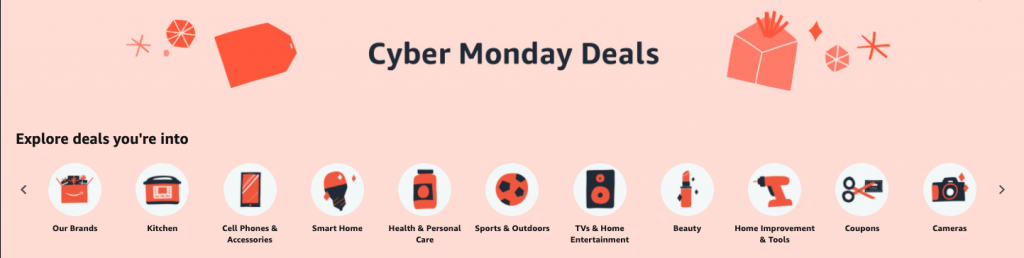 Cyber Monday Deals
Explore deals you're into
Our Brands
Kitchen
Cell Phones &
Accessories
Smart Home
Health & Personal
Care
Sports & Outdoors
TVs & Home
Entertainment
Beauty
Home Improvement
& Tools
Coupons
Cameras